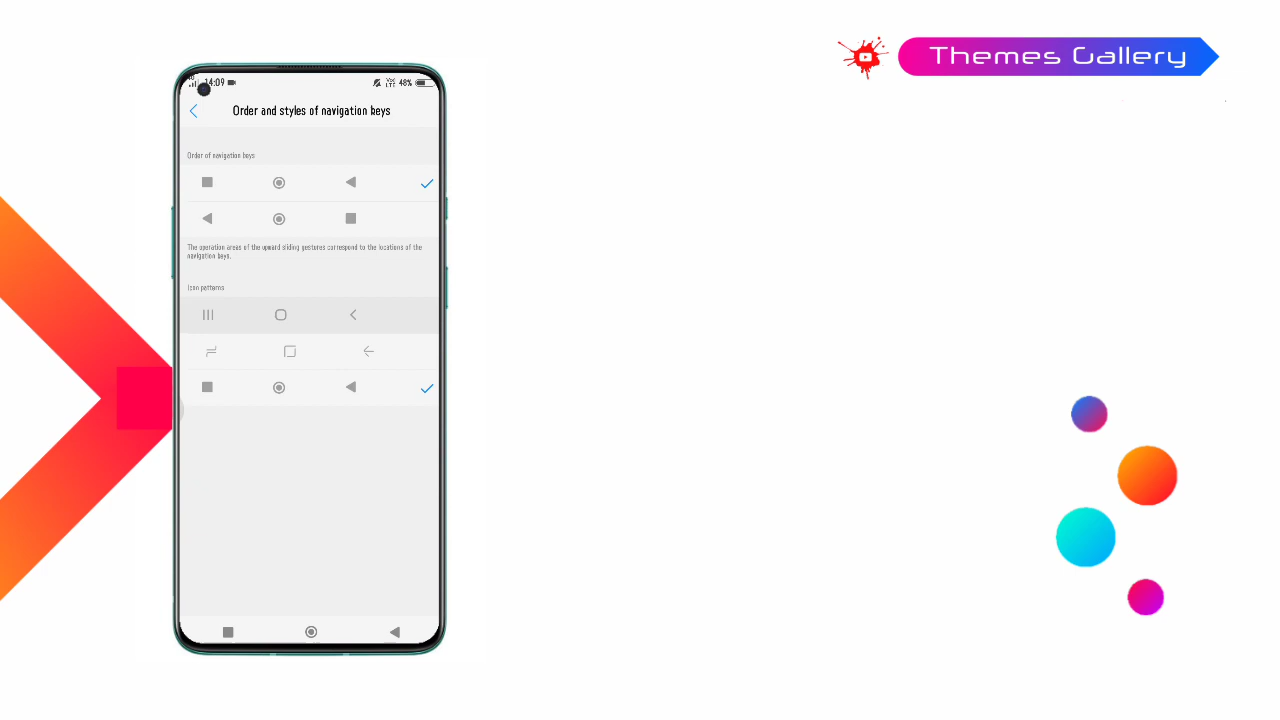 Themes Gallery
14:09
48%
Order and styles of navigation keys
Order of navigation keys
The operation areas of the upward sliding gestures correspond to the locations of the
navigation keys.
Icon patterns